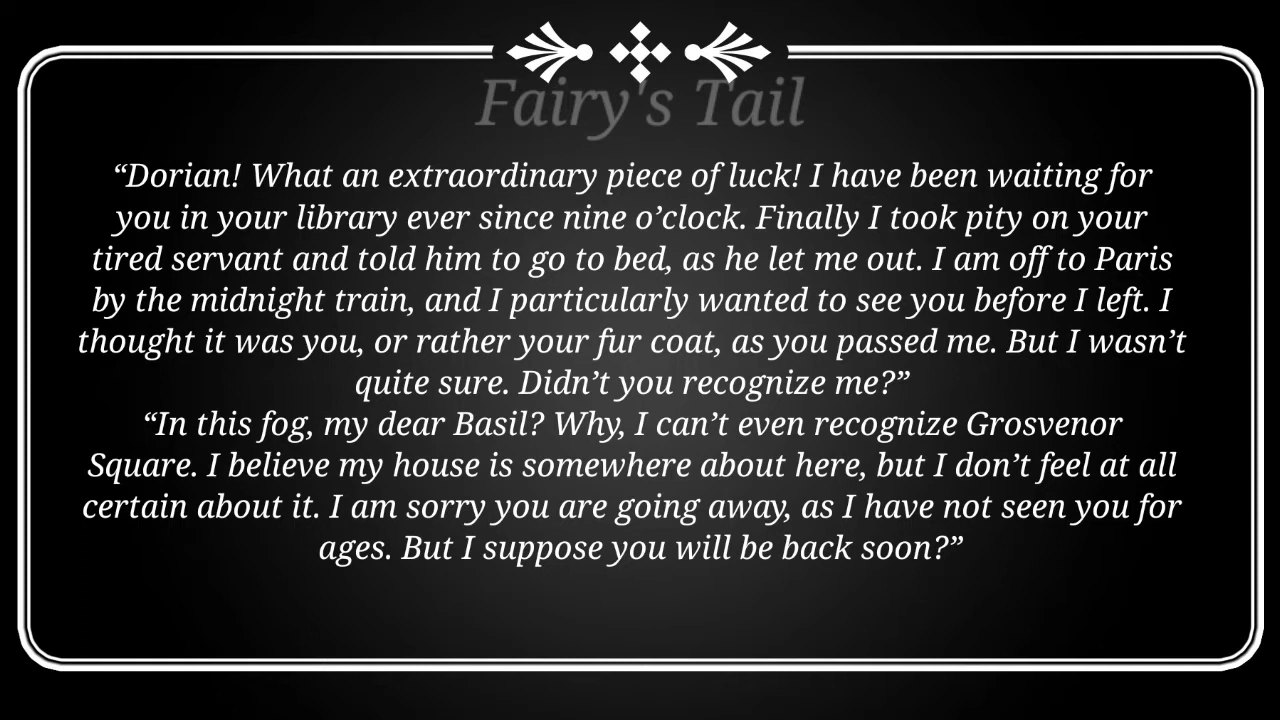 Fairy's Tail
“Dorian! What an extraordinary piece of luck! I have been waiting for
you in your library ever since nine o’clock. Finally I took pity on your
tired servant and told him to go to bed, as he let me out. I am off to Paris
by the midnight train, and I particularly wanted to see you before I left. I
thought it was you, or rather your fur coat, as you passed me. But I wasn’t
quite sure. Didn’t you recognize me?”
“In this fog, my dear Basil? Why, I can’t even recognize Grosvenor
Square. I believe my house is somewhere about here, but I don’t feel at all
certain about it. I am sorry you are going away, as I have not seen you for
ages. But I suppose you will be back soon?”